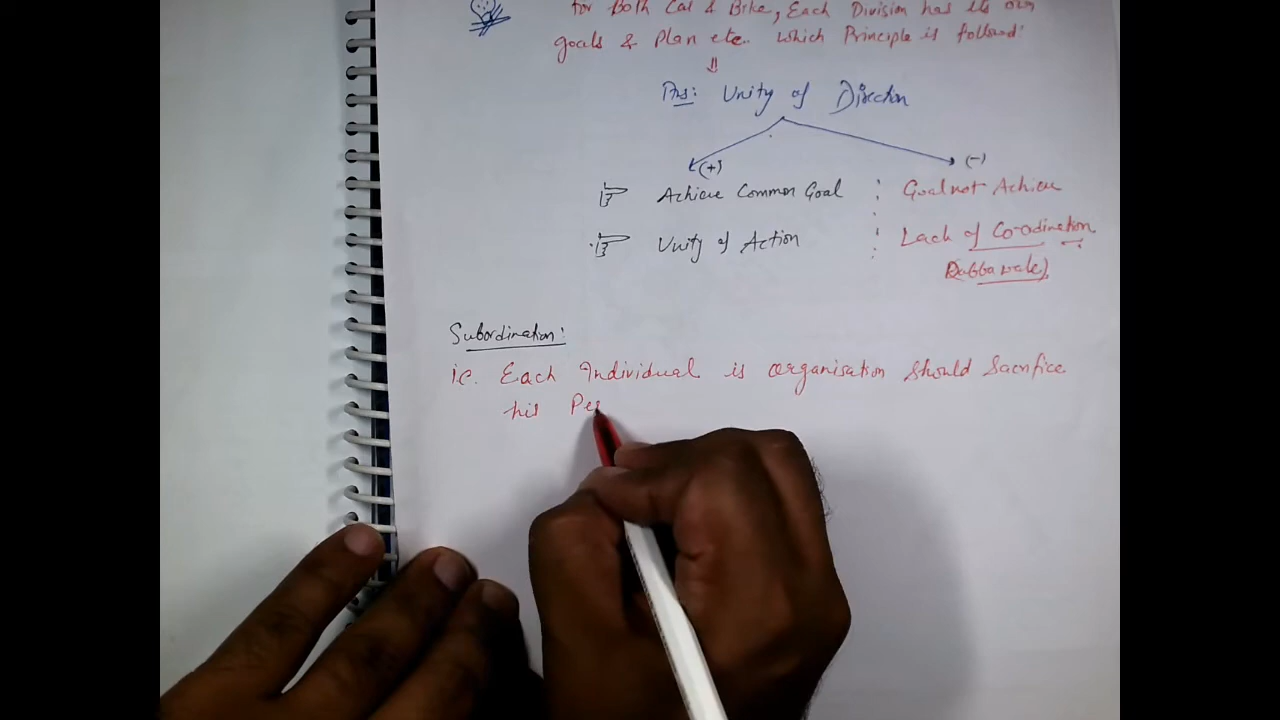 for Both Car & Bike, Each Division has its own
goals & Plan etc. Which Principle is followed?
Ans: Unity of Direction
(+) (-)
Achieve Common Goal : Goal not Achieve
Unity of Action : Lack of Co-ordination
Dabbawale)
Subordination:
i.e. Each Individual is organisation should Sacrifice
his Pe